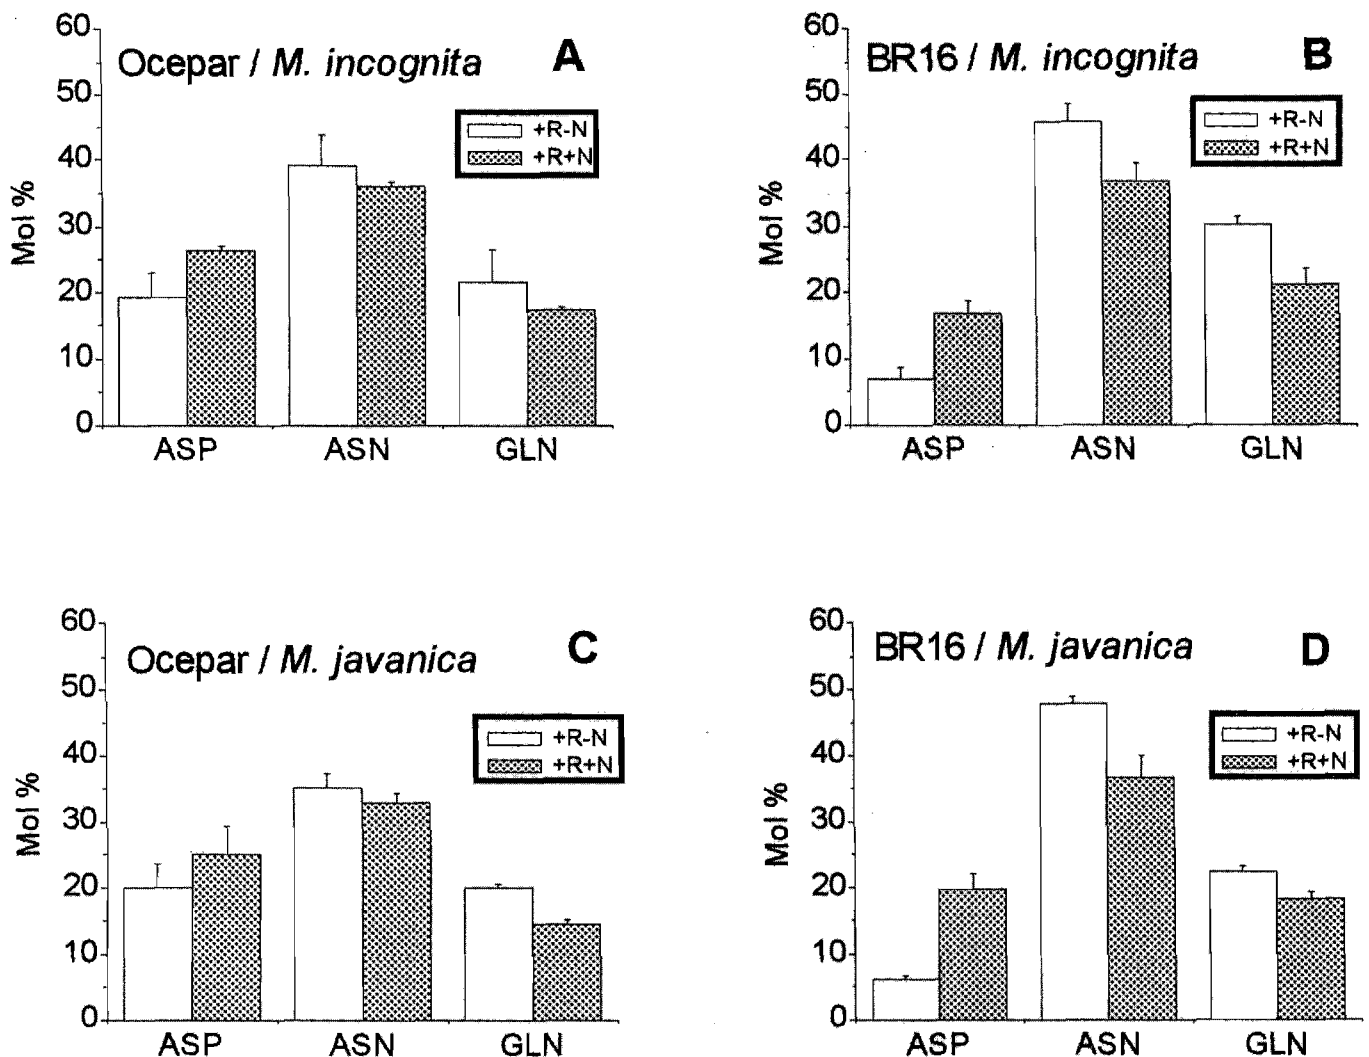 Ocepar / M. incognita
A
+R-N
+R+N
Mol %
60
50
40
30
20
10
0
ASP ASN GLN
BR16 / M. incognita
B
+R-N
+R+N
Mol %
60
50
40
30
20
10
0
ASP ASN GLN
Ocepar / M. javanica
C
+R-N
+R+N
Mol %
60
50
40
30
20
10
0
ASP ASN GLN
BR16 / M. javanica
D
+R-N
+R+N
Mol %
60
50
40
30
20
10
0
ASP ASN GLN